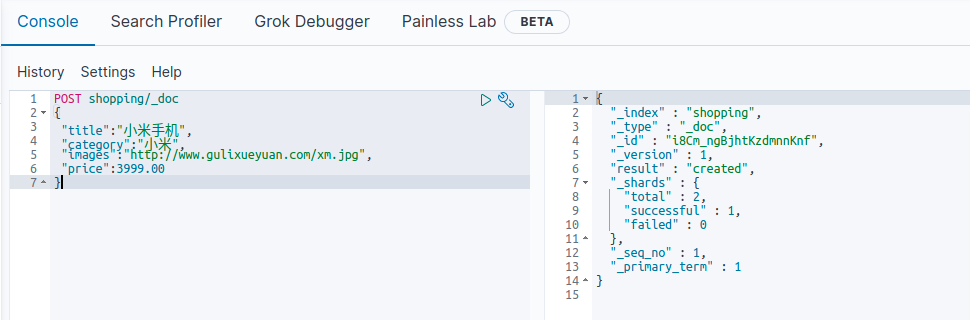 Console Search Profiler Grok Debugger Painless Lab BETA
History Settings Help
1 POST shopping/_doc
2 {
3 "title":"小米手机",
4 "category":"小米",
5 "images":"http://www.gulixueyuan.com/xm.jpg",
6 "price":3999.00
7 }
1 {
2 "_index" : "shopping",
3 "_type" : "_doc",
4 "_id" : "i8Cm_ngBjhtKzdmnnKnf",
5 "_version" : 1,
6 "result" : "created",
7 "_shards" : {
8 "total" : 2,
9 "successful" : 1,
10 "failed" : 0
11 },
12 "_seq_no" : 1,
13 "_primary_term" : 1
14 }
15